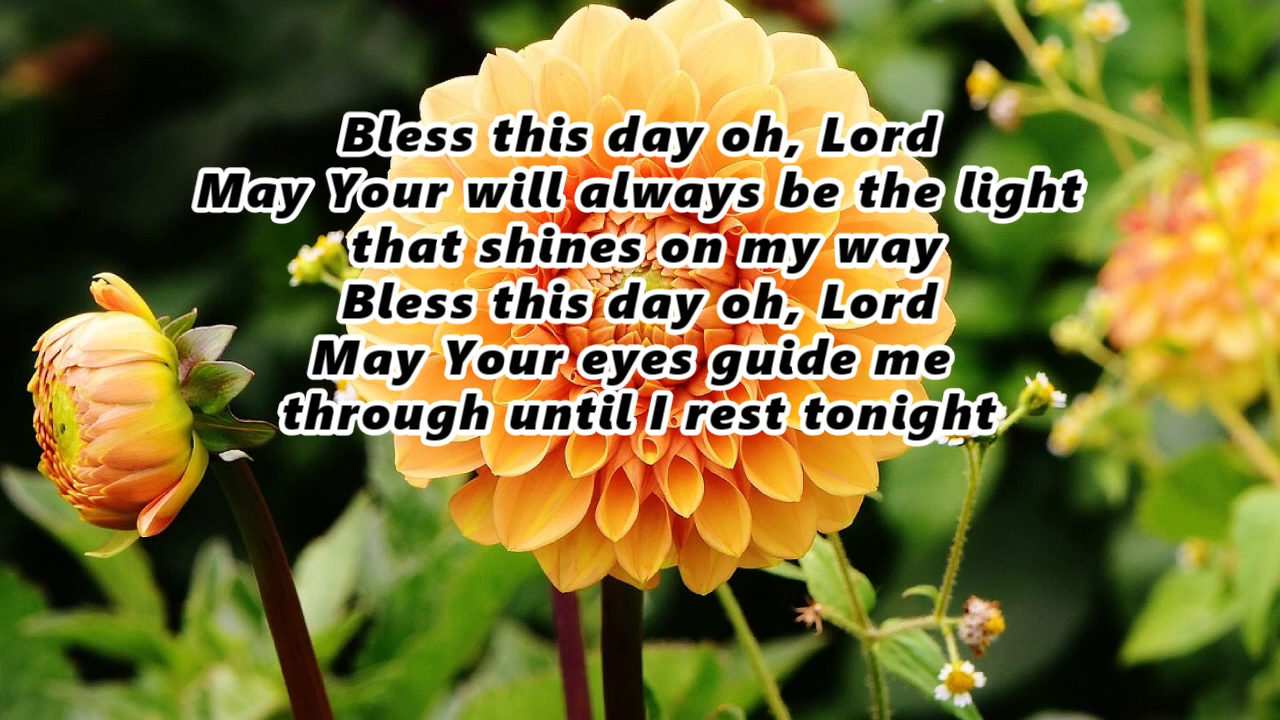 Bless this day oh, Lord
May Your will always be the light
that shines on my way
Bless this day oh, Lord
May Your eyes guide me
through until I rest tonight